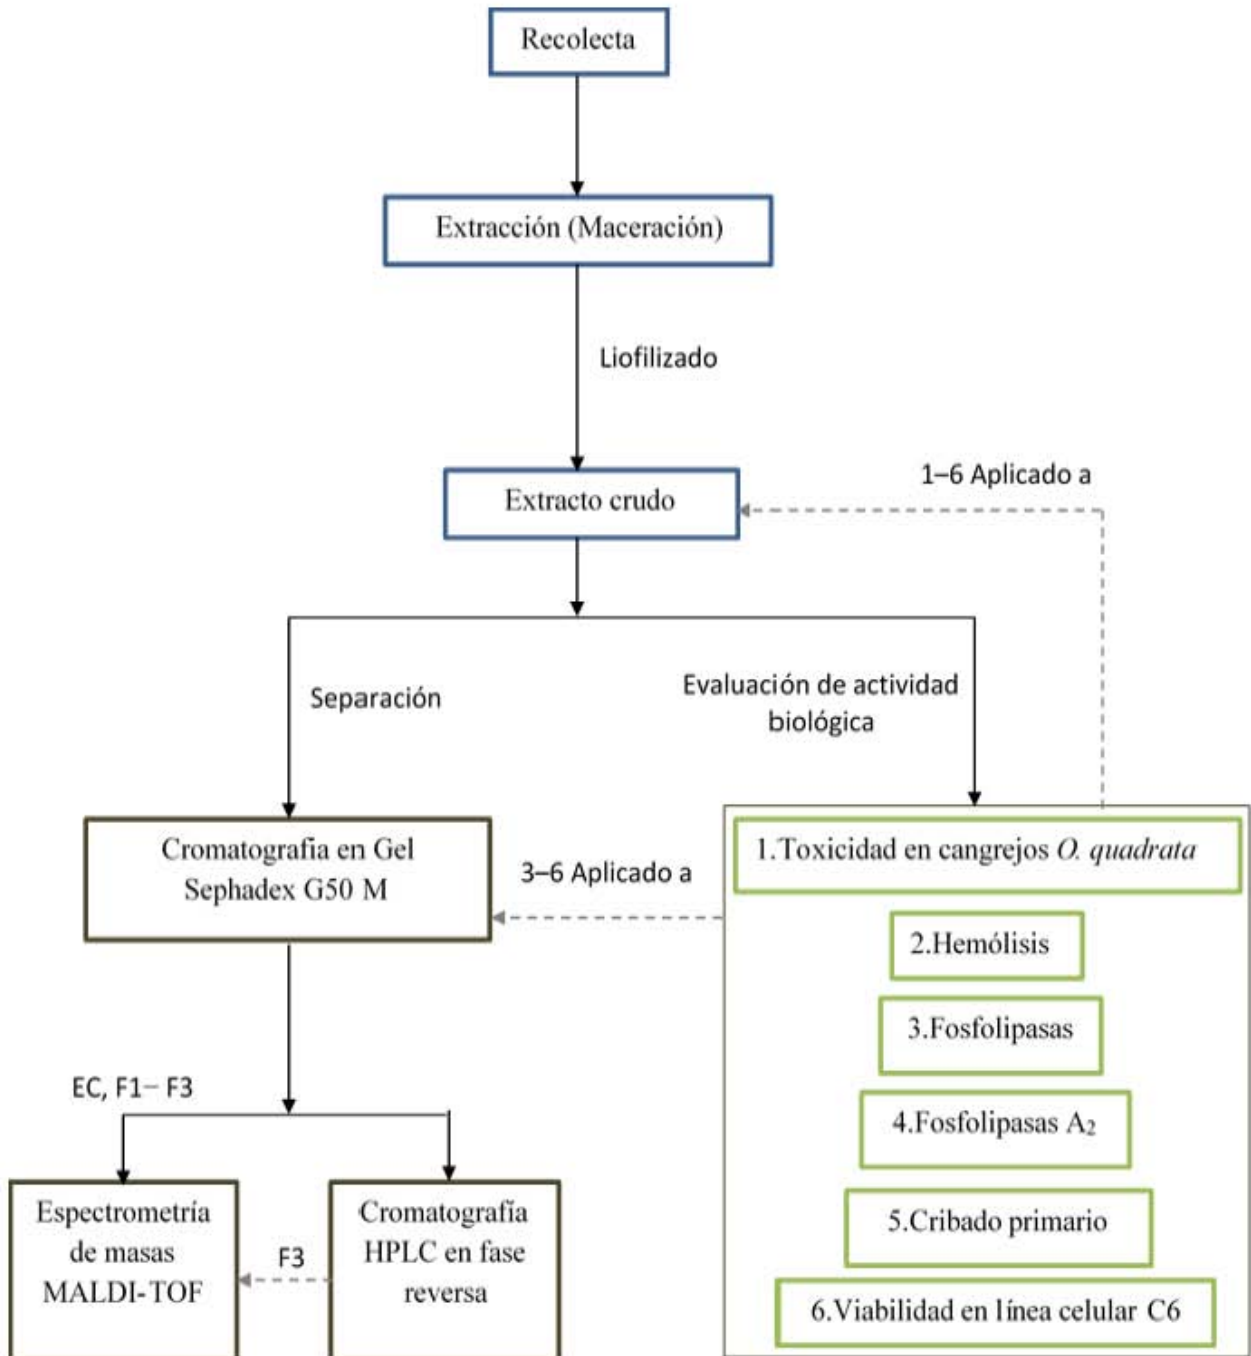 Recolecta
Extracción (Maceración)
Liofilizado
1–6 Aplicado a
Extracto crudo
Separación
Evaluación de actividad
biológica
Cromatografia en Gel
Sephadex G50 M
3–6 Aplicado a
1.Toxicidad en cangrejos O. quadrata
2.Hemólisis
3.Fosfolipasas
4.Fosfolipasas A₂
5.Cribado primario
6.Viabilidad en línea celular C6
EC, F1– F3
Espectrometría
de masas
MALDI-TOF
F3
Cromatografía
HPLC en fase
reversa